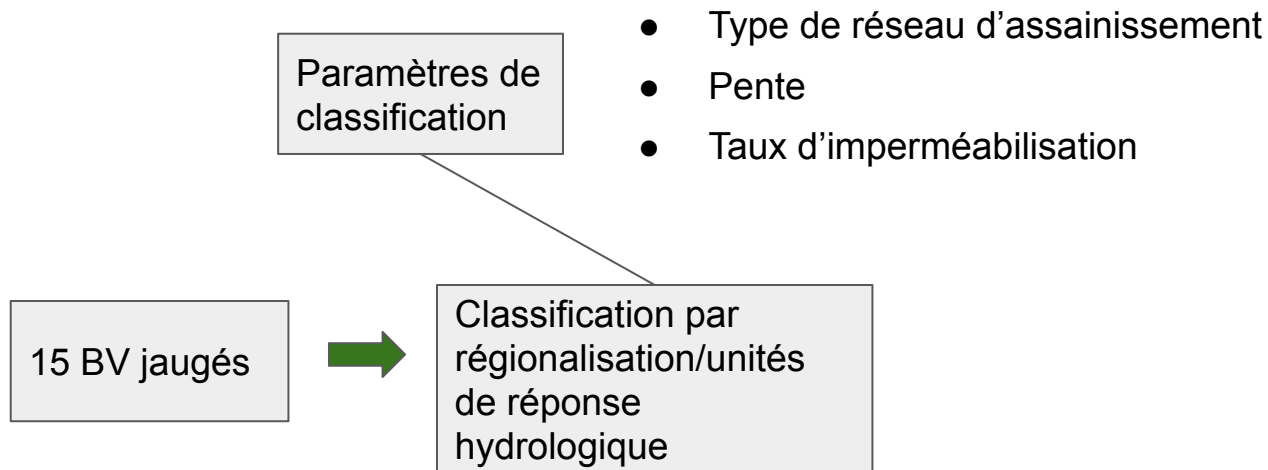 Paramètres de
classification
● Type de réseau d’assainissement
● Pente
● Taux d’imperméabilisation
15 BV jaugés
Classification par
régionalisation/unités
de réponse
hydrologique